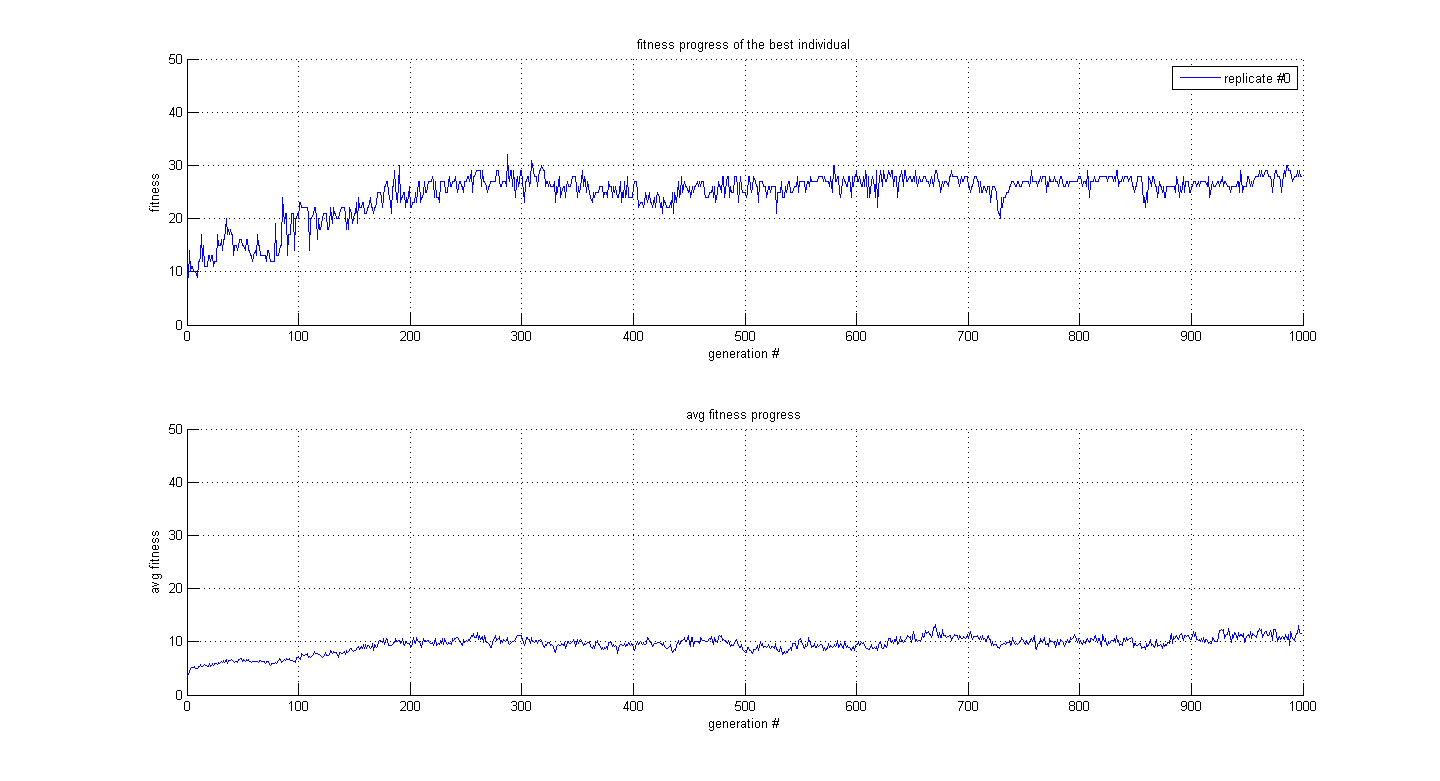 fitness progress of the best individual
50
40
30
20
10
0
fitness
replicate #0
0 100 200 300 400 500 600 700 800 900 1000
generation #
avg fitness progress
50
40
30
20
10
0
avg fitness
0 100 200 300 400 500 600 700 800 900 1000
generation #